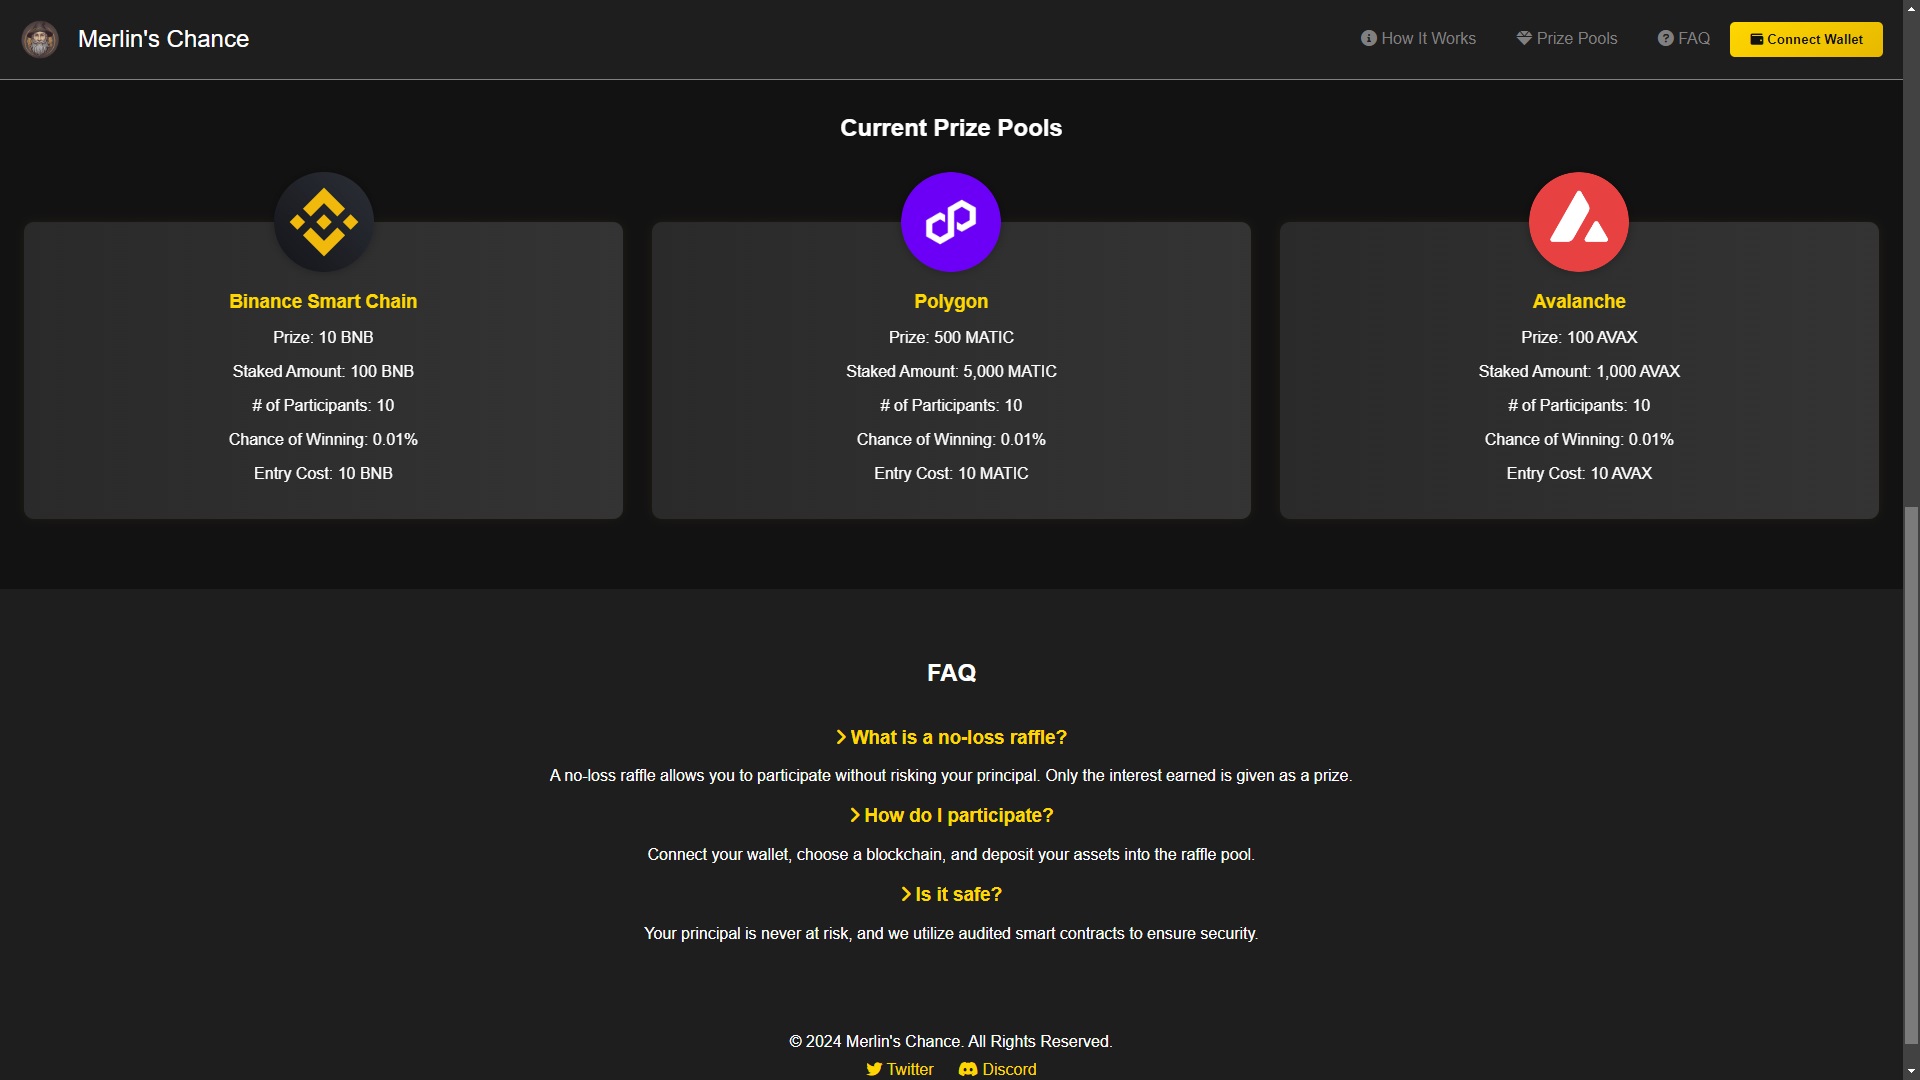 Merlin's Chance
How It Works
Prize Pools
FAQ
Connect Wallet
Current Prize Pools
Binance Smart Chain
Prize: 10 BNB
Staked Amount: 100 BNB
# of Participants: 10
Chance of Winning: 0.01%
Entry Cost: 10 BNB
Polygon
Prize: 500 MATIC
Staked Amount: 5,000 MATIC
# of Participants: 10
Chance of Winning: 0.01%
Entry Cost: 10 MATIC
Avalanche
Prize: 100 AVAX
Staked Amount: 1,000 AVAX
# of Participants: 10
Chance of Winning: 0.01%
Entry Cost: 10 AVAX
FAQ
What is a no-loss raffle?
A no-loss raffle allows you to participate without risking your principal. Only the interest earned is given as a prize.
How do I participate?
Connect your wallet, choose a blockchain, and deposit your assets into the raffle pool.
Is it safe?
Your principal is never at risk, and we utilize audited smart contracts to ensure security.
© 2024 Merlin's Chance. All Rights Reserved.
Twitter Discord